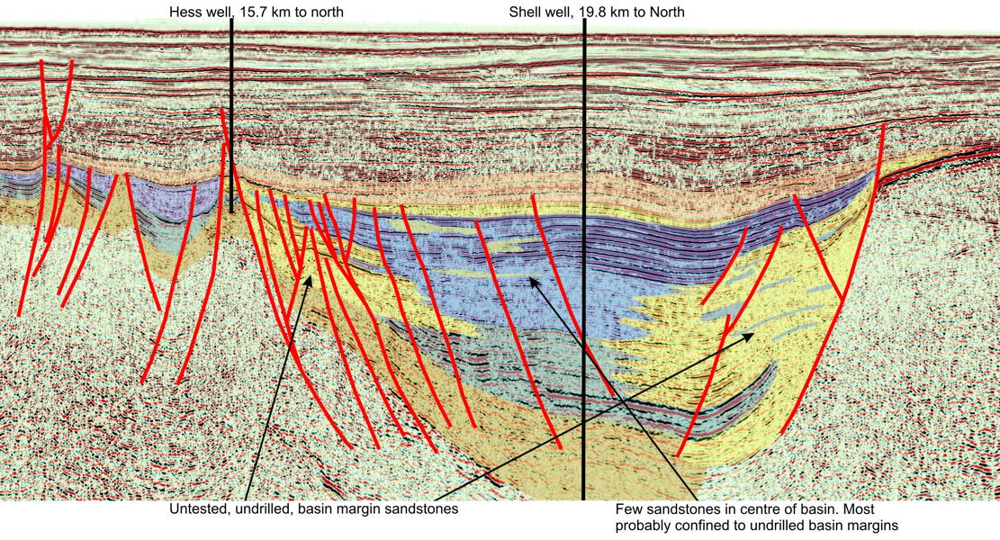 Hess well, 15.7 km to north
Shell well, 19.8 km to North
Untested, undrilled, basin margin sandstones
Few sandstones in centre of basin. Most
probably confined to undrilled basin margins